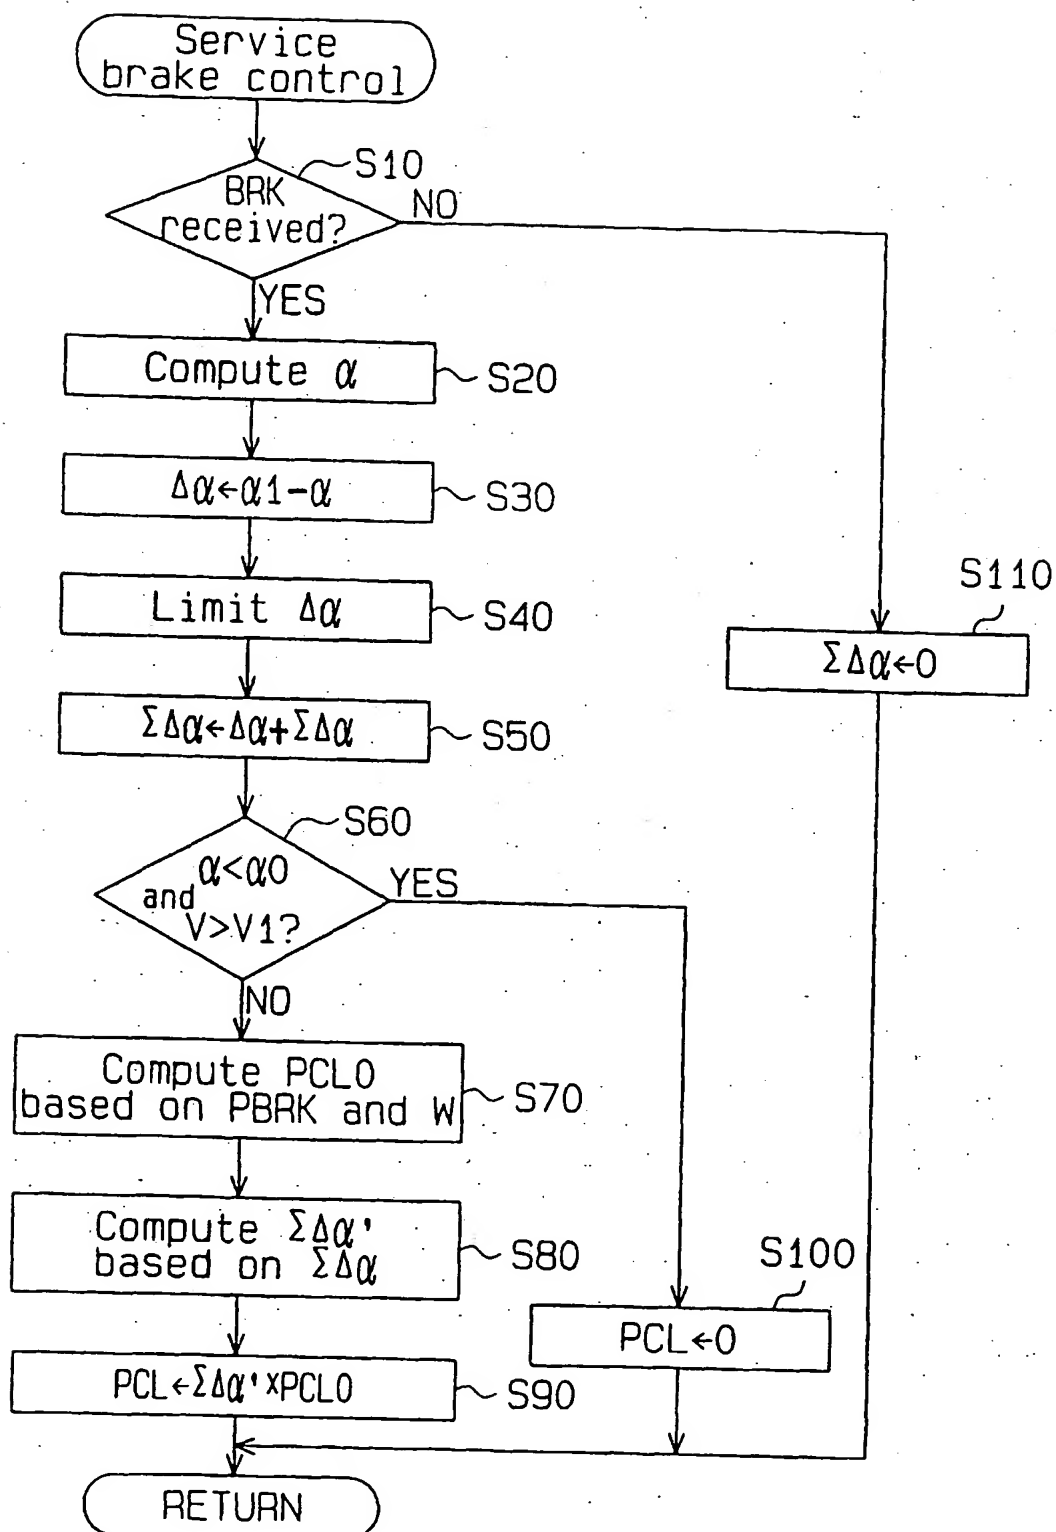 Service
brake control
S10
BRK
received?
NO
YES
Compute α
S20
Δα←α1-α
S30
Limit Δα
S40
S110
ΣΔα←0
ΣΔα←Δα+ΣΔα
S50
S60
α<α0
and
V>V1?
YES
NO
Compute PCL0
based on PBRK and W
S70
Compute ΣΔα'
based on ΣΔα
S80
S100
PCL←0
PCL←ΣΔα'×PCL0
S90
RETURN